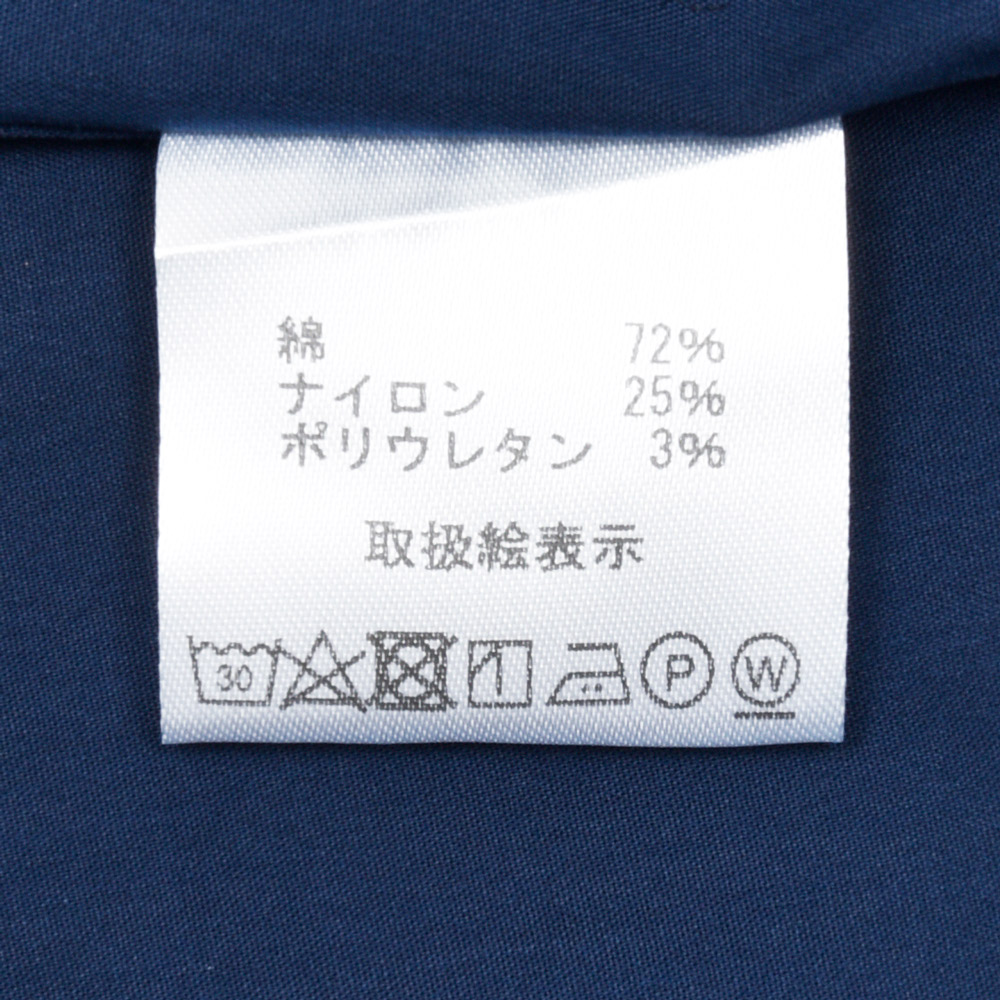 綿 72%
ナイロン 25%
ポリウレタン 3%
取扱絵表示
30 P W